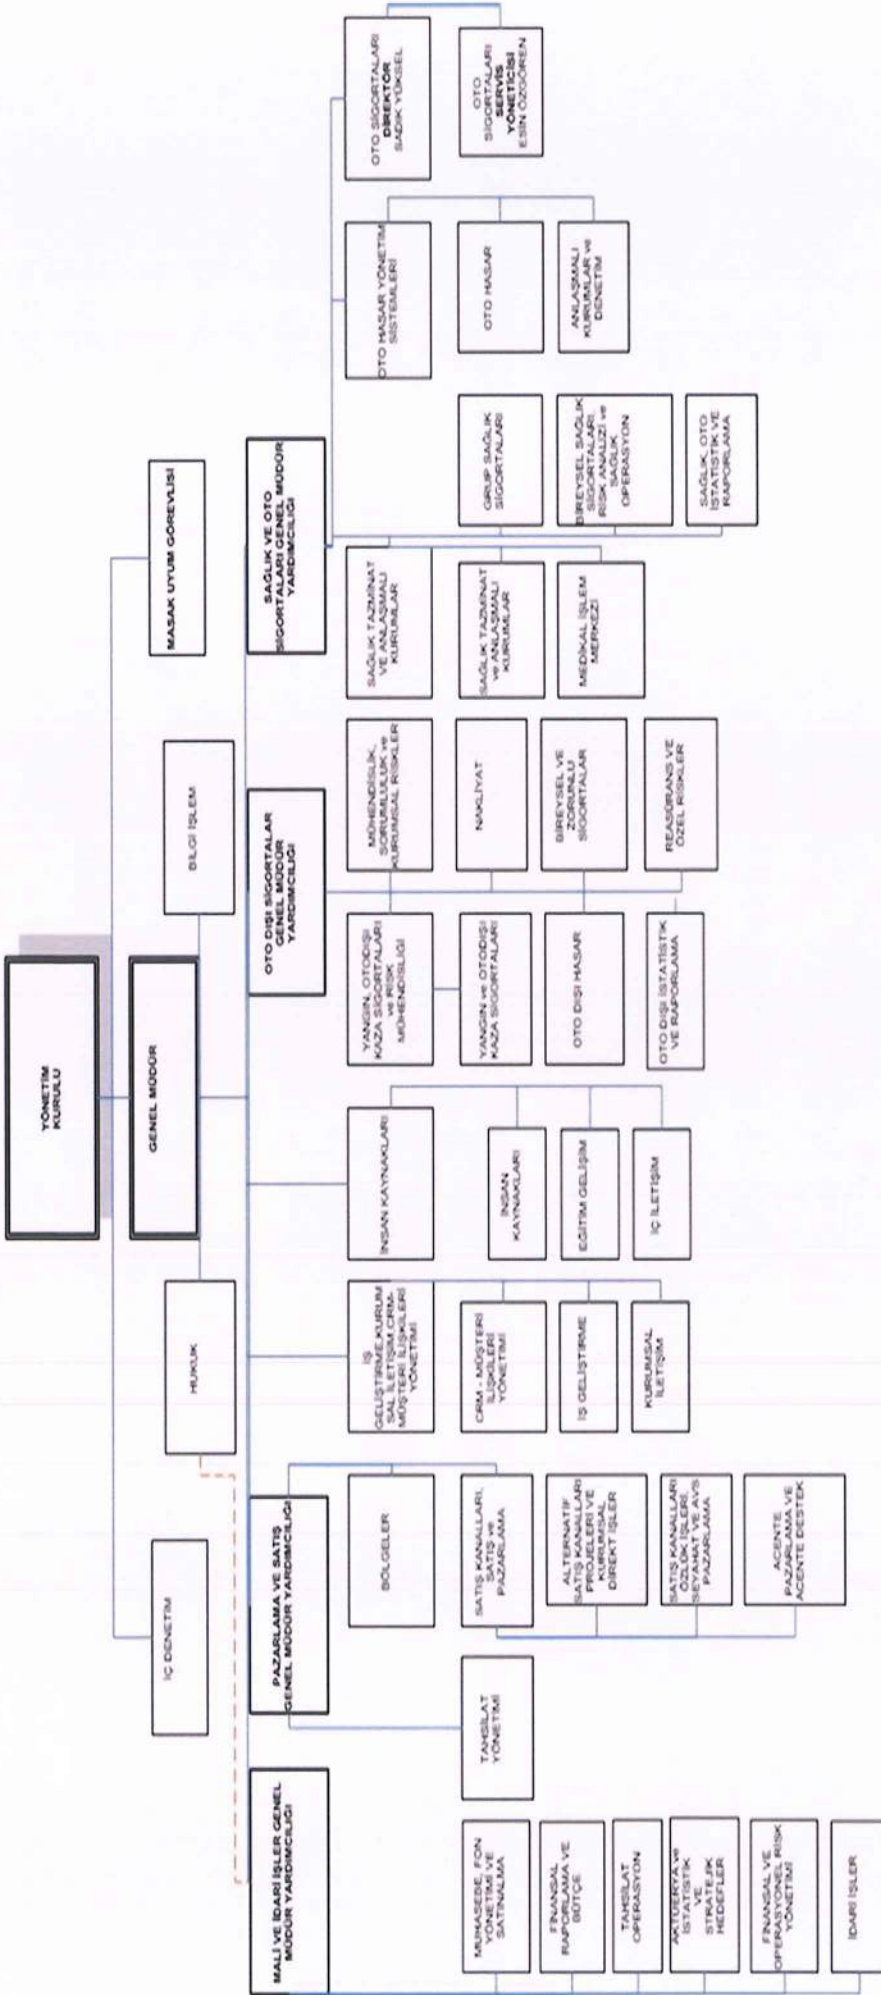 YÖNETİM
KURULU
GENEL MÜDÜR
İÇ DENETİM
MASAK UYUM GÖREVLİSİ
HUKUK
BİLGİ İŞLEM
MALİ VE İDARİ İŞLER GENEL
MÜDÜR YARDIMCILIĞI
PAZARLAMA VE SATIŞ
GENEL MÜDÜR YARDIMCILIĞI
OTO DIŞI SİGORTALAR
GENEL MÜDÜR
YARDIMCILIĞI
SAĞLIK VE OTO
SİGORTALARI GENEL MÜDÜR
YARDIMCILIĞI
MUHASEBE, FON
YÖNETİMİ VE
SATINALMA
FİNANSAL
RAPORLAMA VE
BÜTÇE
TAHSİLAT
OPERASYON
AKTUERYA ve
İSTATİSTİK
VE
STRATEJİK
HEDEFLER
FİNANSAL VE
OPERASYONEL RİSK
YÖNETİMİ
İDARİ İŞLER
TAHSİLAT
YÖNETİMİ
BÖLGELER
SATIŞ KANALLARI,
SATIŞ ve
PAZARLAMA
ALTERNATİF
SATIŞ KANALLARI
PROJELERİ VE
KURUMSAL
DİREKT İŞLER
SATIŞ KANALLARI
ÖZLÜK İŞLERİ,
SEYAHAT VE AVS
PAZARLAMA
ACENTE
PAZARLAMA VE
ACENTE DESTEK
İŞ
GELİŞTİRME,KURUM
SAL İLETİŞİM,CRM-
MÜŞTERİ İLİŞKİLERİ
YÖNETİMİ
CRM - MÜŞTERİ
İLİŞKİLERİ
YÖNETİMİ
İŞ GELİŞTİRME
KURUMSAL
İLETİŞİM
İNSAN KAYNAKLARI
İNSAN
KAYNAKLARI
EĞİTİM GELİŞİM
İÇ İLETİŞİM
YANGIN, OTODIŞI
KAZA SİGORTALARI
ve RİSK
MÜHENDİSLİĞİ
YANGIN ve OTODIŞI
KAZA SİGORTALARI
OTO DIŞI HASAR
OTO DIŞI İSTATİSTİK
VE RAPORLAMA
MÜHENDİSLİK,
SORUMLULUK ve
KURUMSAL RİSKLER
NAKLİYAT
BİREYSEL VE
ZORUNLU
SİGORTALAR
REASÜRANS VE
ÖZEL RİSKLER
SAĞLIK TAZMİNAT
VE ANLAŞMALI
KURUMLAR
SAĞLIK TAZMİNAT
ve ANLAŞMALI
KURUMLAR
MEDİKAL İŞLEM
MERKEZİ
GRUP SAĞLIK
SİGORTALARI
BİREYSEL SAĞLIK
SİGORTALARI,
RİSK ANALİZİ ve
SAĞLIK
OPERASYON
SAĞLIK, OTO
İSTATİSTİK VE
RAPORLAMA
OTO HASAR YÖNETİM
SİSTEMLERİ
OTO HASAR
ANLAŞMALI
KURUMLAR ve
DENETİM
OTO SİGORTALARI
DİREKTÖR
SADIK YÜKSEL
OTO
SİGORTALARI
SERVİS
YÖNETİCİSİ
ESİN ÖZGÖREN